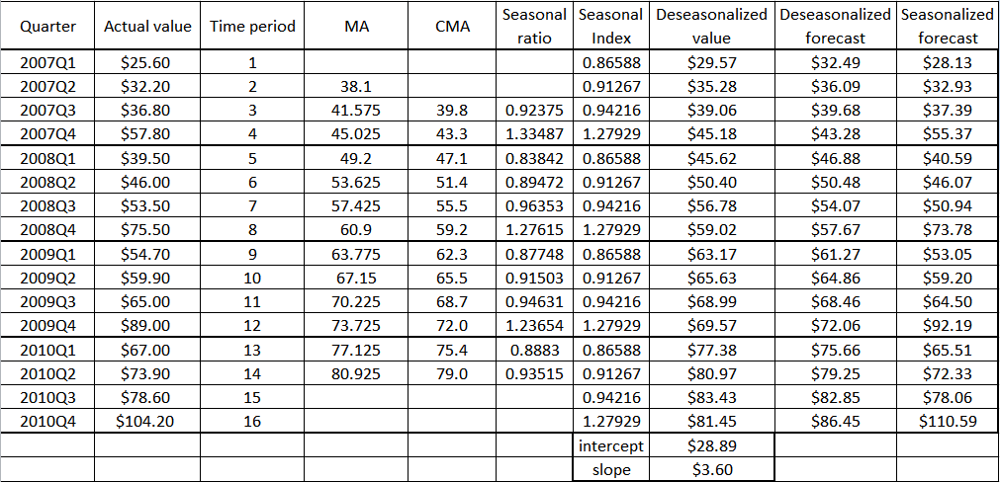 Quarter Actual value Time period MA CMA Seasonal ratio Seasonal Index Deseasonalized value Deseasonalized forecast Seasonalized forecast
2007Q1 $25.60 1 0.86588 $29.57 $32.49 $28.13
2007Q2 $32.20 2 38.1 0.91267 $35.28 $36.09 $32.93
2007Q3 $36.80 3 41.575 39.8 0.92375 0.94216 $39.06 $39.68 $37.39
2007Q4 $57.80 4 45.025 43.3 1.33487 1.27929 $45.18 $43.28 $55.37
2008Q1 $39.50 5 49.2 47.1 0.83842 0.86588 $45.62 $46.88 $40.59
2008Q2 $46.00 6 53.625 51.4 0.89472 0.91267 $50.40 $50.48 $46.07
2008Q3 $53.50 7 57.425 55.5 0.96353 0.94216 $56.78 $54.07 $50.94
2008Q4 $75.50 8 60.9 59.2 1.27615 1.27929 $59.02 $57.67 $73.78
2009Q1 $54.70 9 63.775 62.3 0.87748 0.86588 $63.17 $61.27 $53.05
2009Q2 $59.90 10 67.15 65.5 0.91503 0.91267 $65.63 $64.86 $59.20
2009Q3 $65.00 11 70.225 68.7 0.94631 0.94216 $68.99 $68.46 $64.50
2009Q4 $89.00 12 73.725 72.0 1.23654 1.27929 $69.57 $72.06 $92.19
2010Q1 $67.00 13 77.125 75.4 0.8883 0.86588 $77.38 $75.66 $65.51
2010Q2 $73.90 14 80.925 79.0 0.93515 0.91267 $80.97 $79.25 $72.33
2010Q3 $78.60 15 0.94216 $83.43 $82.85 $78.06
2010Q4 $104.20 16 1.27929 $81.45 $86.45 $110.59
intercept $28.89
slope $3.60